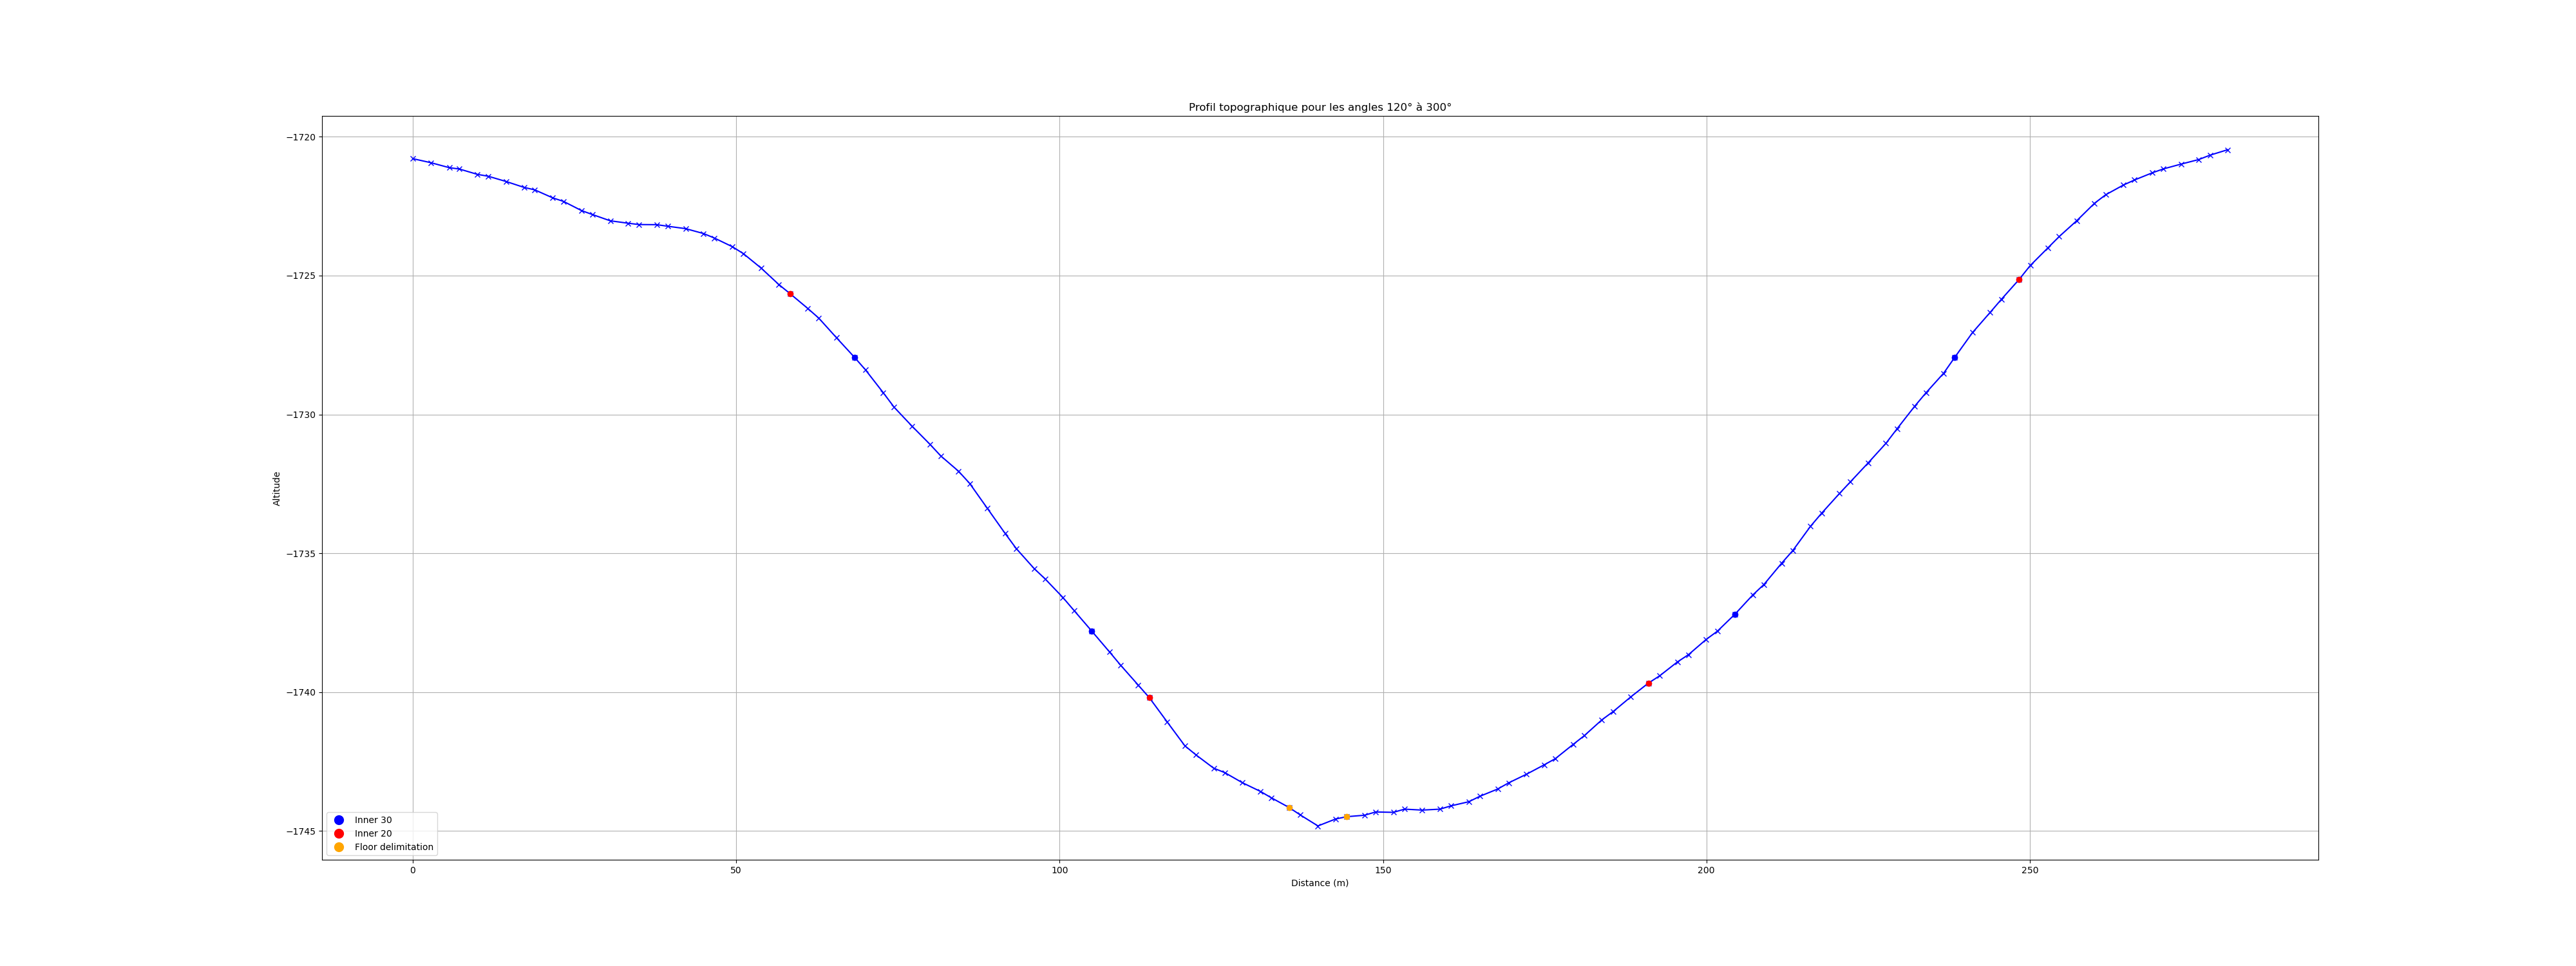 Profil topographique pour les angles 120° à 300°
−1720
−1725
−1730
−1735
−1740
−1745
Altitude
Inner 30
Inner 20
Floor delimitation
0 50 100 150 200 250
Distance (m)